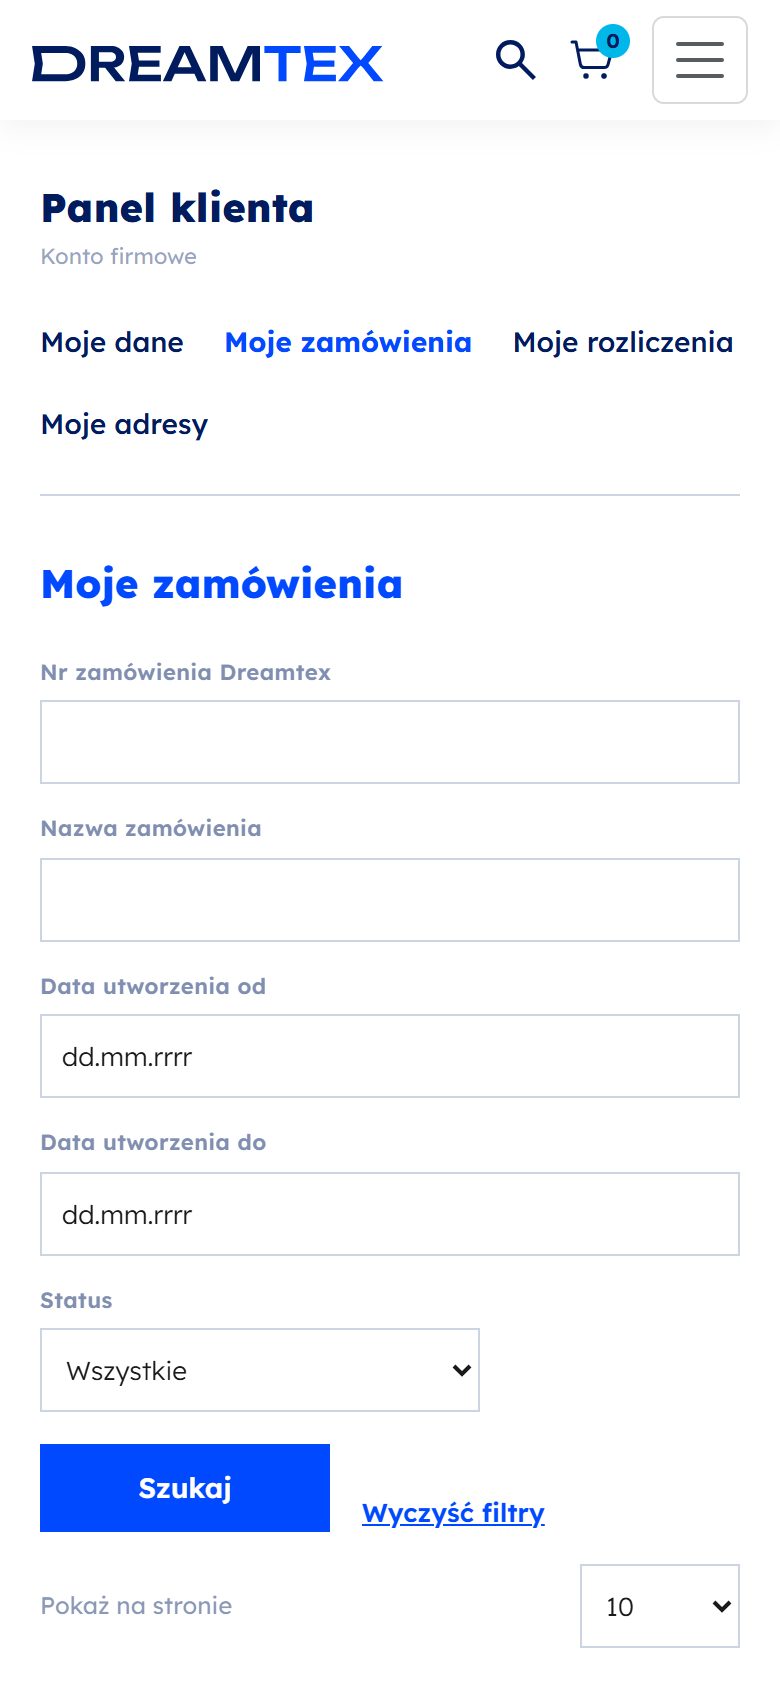 DREAMTEX
0
Panel klienta
Konto firmowe
Moje dane Moje zamówienia Moje rozliczenia
Moje adresy
Moje zamówienia
Nr zamówienia Dreamtex
Nazwa zamówienia
Data utworzenia od
dd.mm.rrrr
Data utworzenia do
dd.mm.rrrr
Status
Wszystkie
Szukaj
Wyczyść filtry
Pokaż na stronie
10